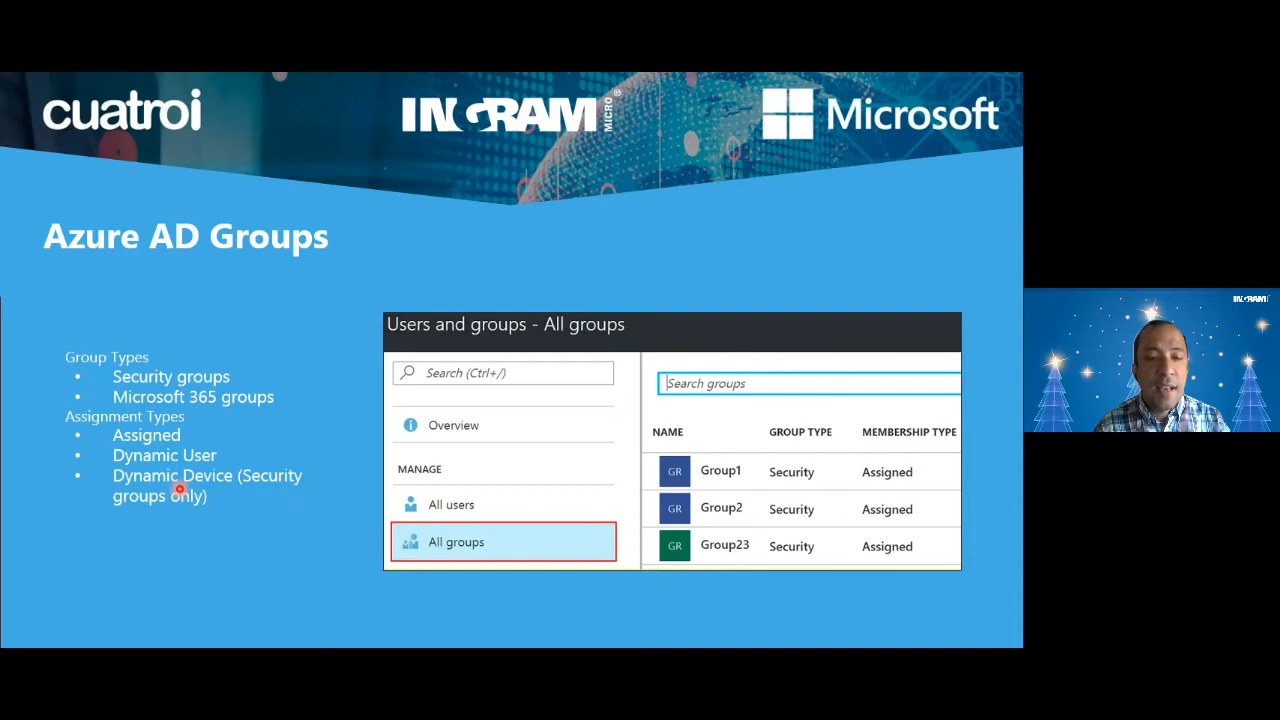 cuatroi
INGRAM MICRO®
Microsoft
Azure AD Groups
Group Types
• Security groups
• Microsoft 365 groups
Assignment Types
• Assigned
• Dynamic User
• Dynamic Device (Security
groups only)
Users and groups - All groups
Search (Ctrl+/)
Overview
MANAGE
All users
All groups
Search groups
NAME GROUP TYPE MEMBERSHIP TYPE
GR Group1 Security Assigned
GR Group2 Security Assigned
GR Group23 Security Assigned
INGRAM